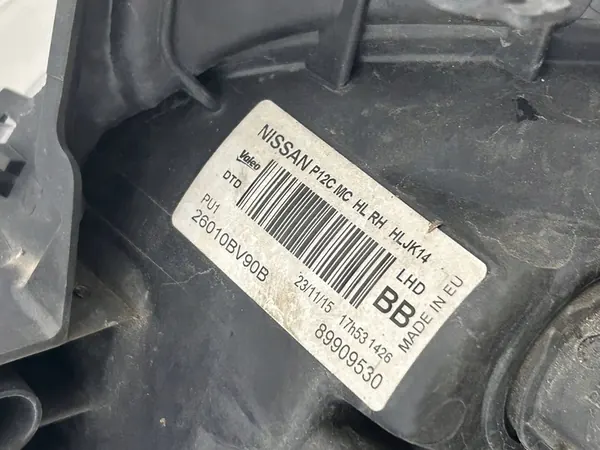 NISSAN P12C MC HL RH HLJK14
Valeo
DTD
LHD
PU1
26010BV90B
BB
23/11/15 17h53 1426
MADE IN EU
89909530